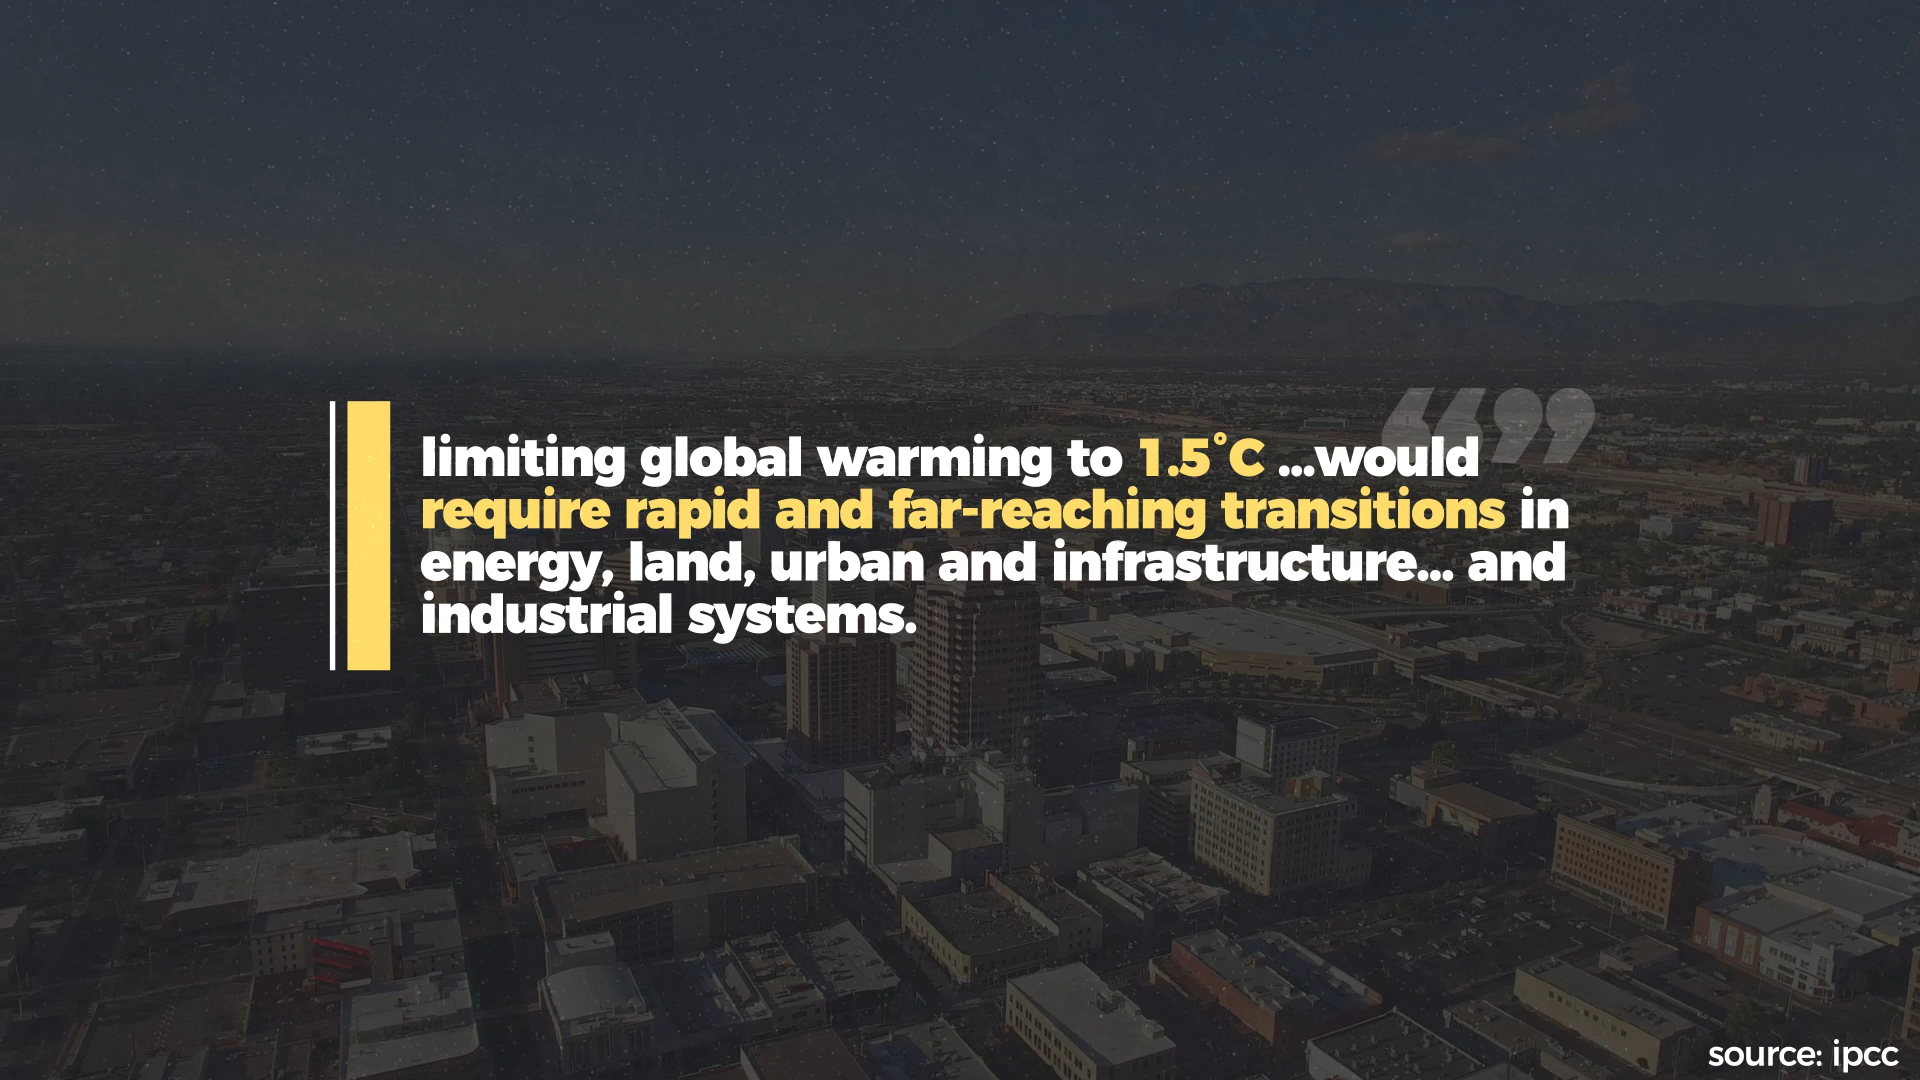 limiting global warming to 1.5°C ...would
require rapid and far-reaching transitions in
energy, land, urban and infrastructure... and
industrial systems.
source: ipcc